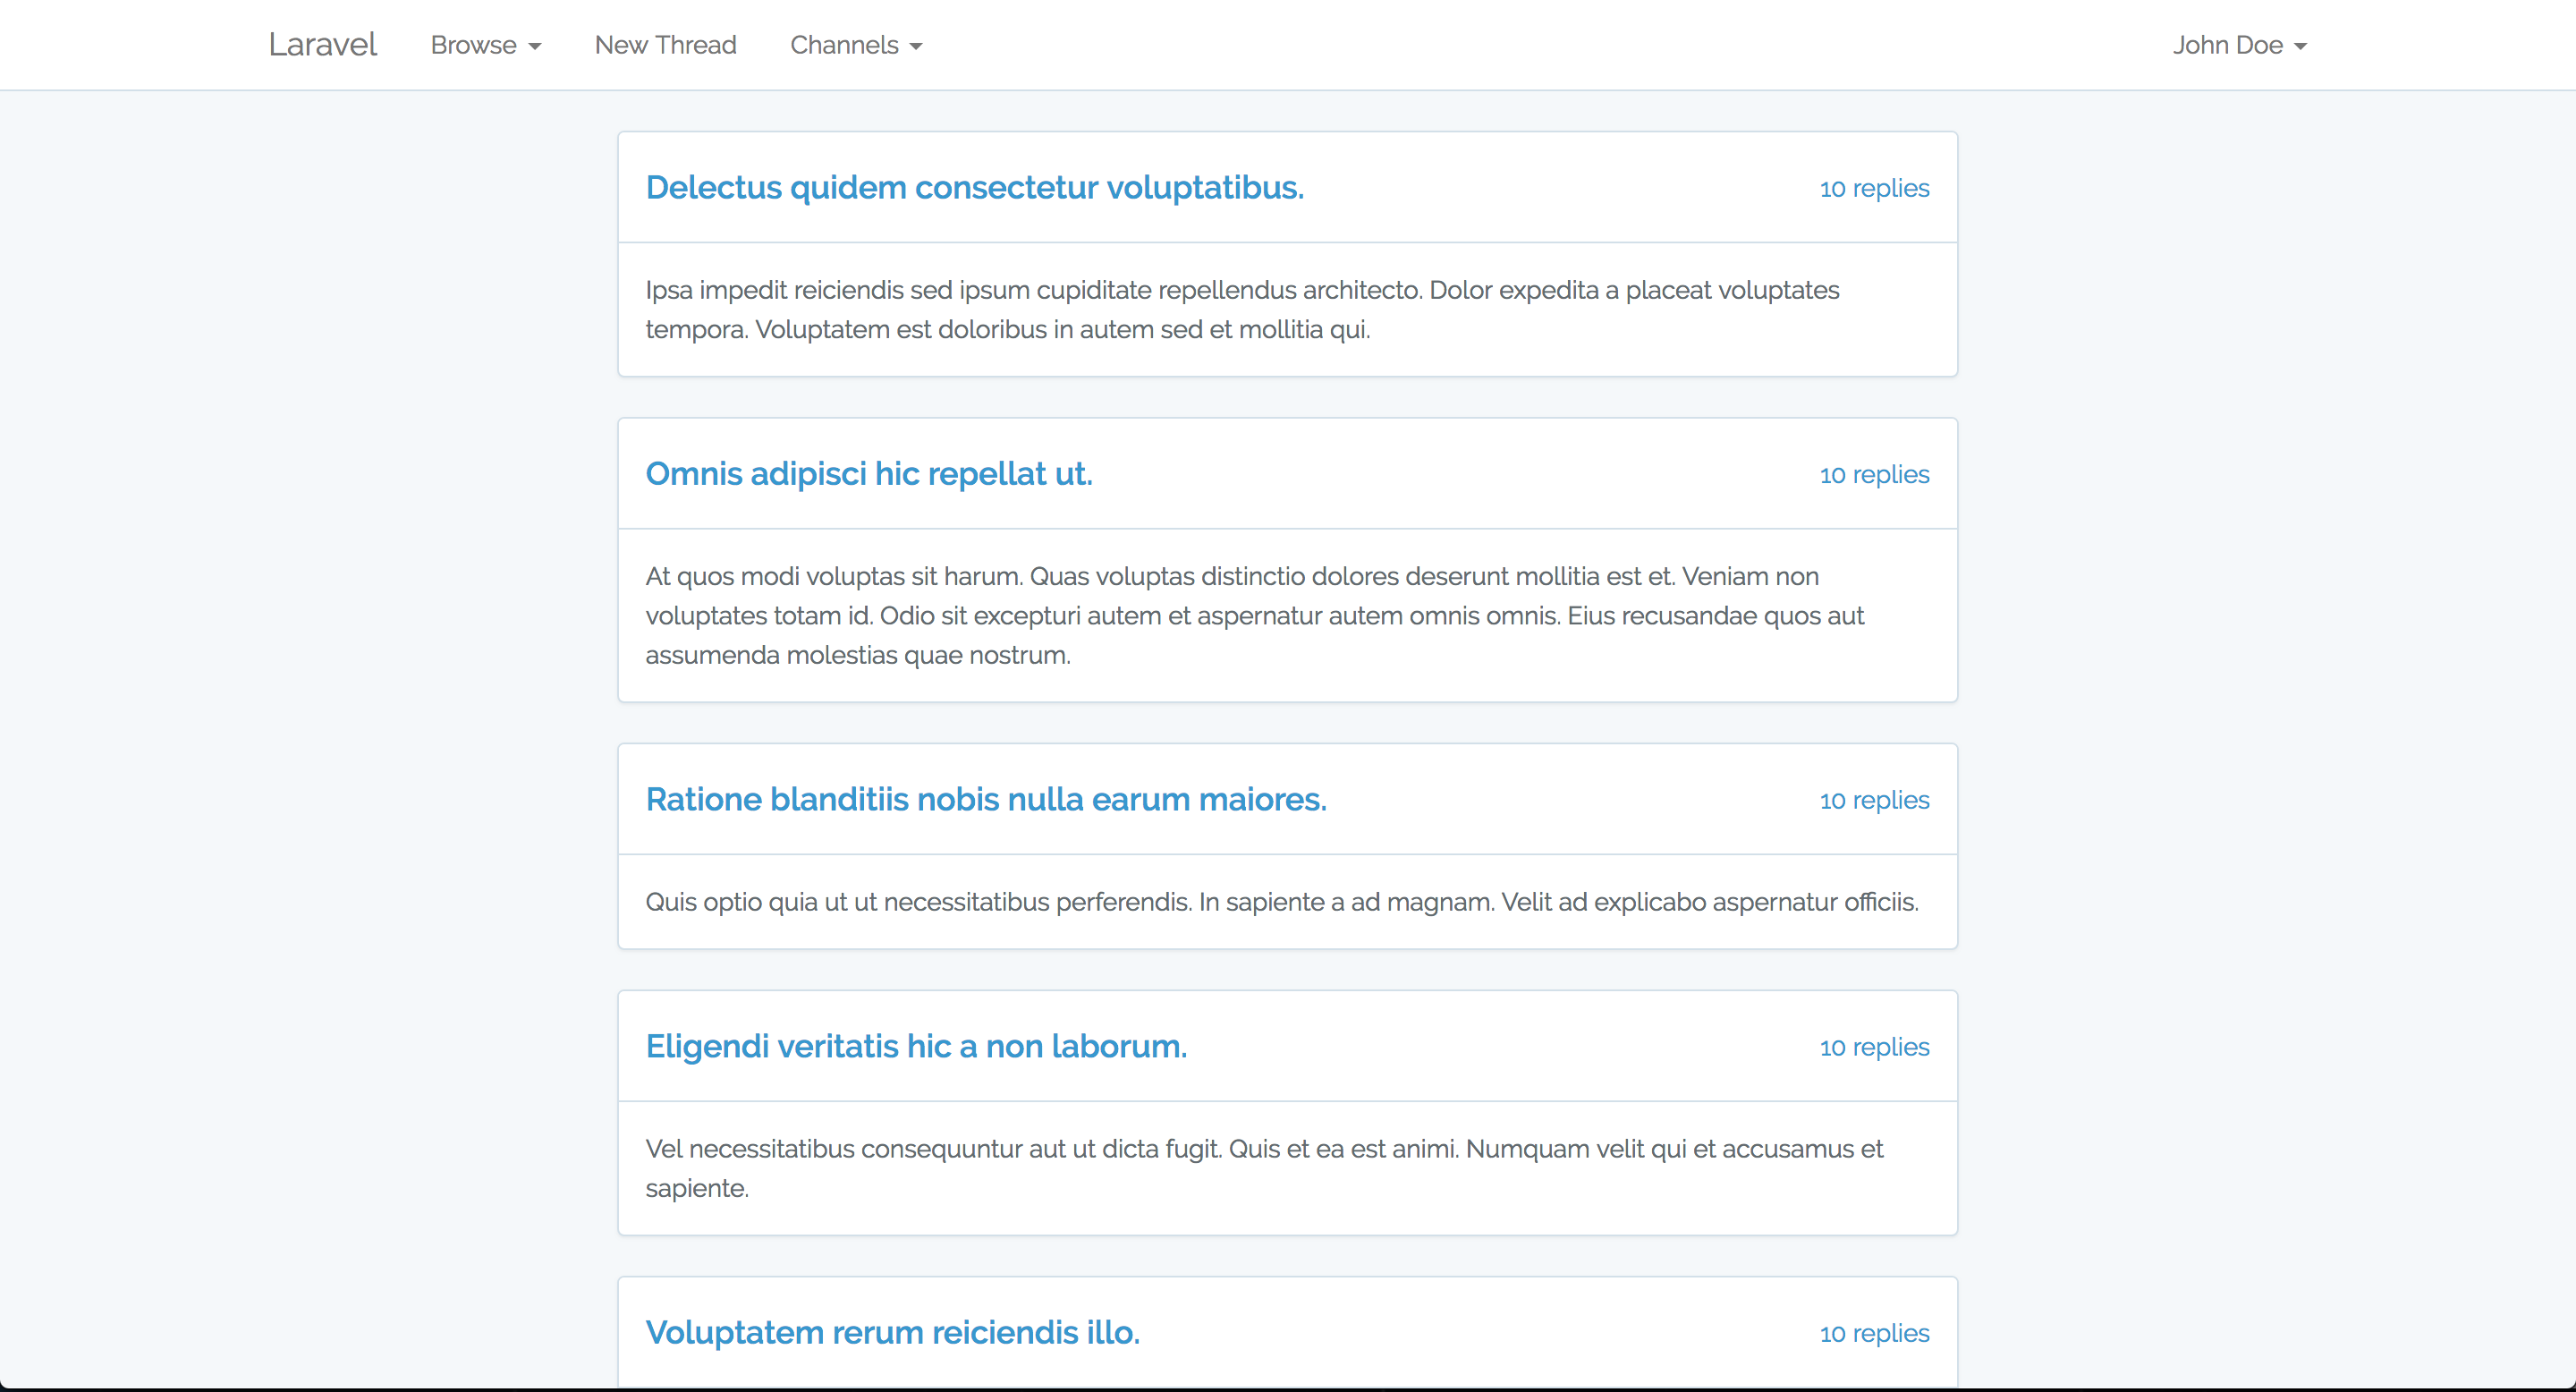 Laravel Browse New Thread Channels John Doe
Delectus quidem consectetur voluptatibus. 10 replies
Ipsa impedit reiciendis sed ipsum cupiditate repellendus architecto. Dolor expedita a placeat voluptates
tempora. Voluptatem est doloribus in autem sed et mollitia qui.
Omnis adipisci hic repellat ut. 10 replies
At quos modi voluptas sit harum. Quas voluptas distinctio dolores deserunt mollitia est et. Veniam non
voluptates totam id. Odio sit excepturi autem et aspernatur autem omnis omnis. Eius recusandae quos aut
assumenda molestias quae nostrum.
Ratione blanditiis nobis nulla earum maiores. 10 replies
Quis optio quia ut ut necessitatibus perferendis. In sapiente a ad magnam. Velit ad explicabo aspernatur officiis.
Eligendi veritatis hic a non laborum. 10 replies
Vel necessitatibus consequuntur aut ut dicta fugit. Quis et ea est animi. Numquam velit qui et accusamus et
sapiente.
Voluptatem rerum reiciendis illo. 10 replies